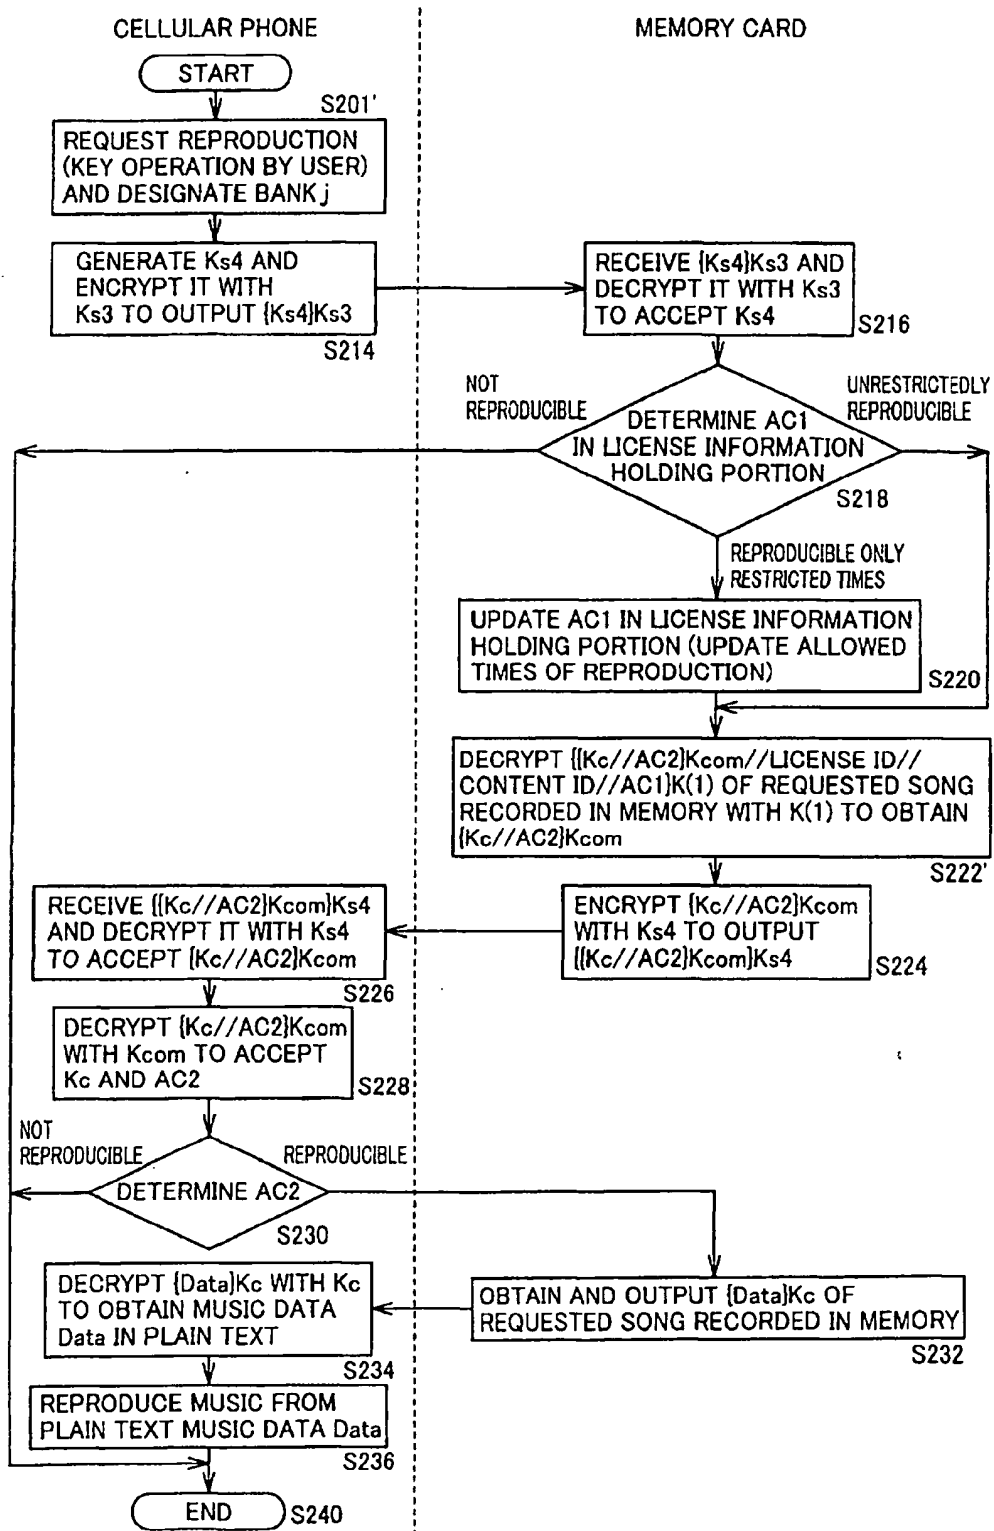 CELLULAR PHONE
MEMORY CARD
START
S201'
REQUEST REPRODUCTION
(KEY OPERATION BY USER)
AND DESIGNATE BANK j
GENERATE Ks4 AND
ENCRYPT IT WITH
Ks3 TO OUTPUT {Ks4}Ks3
S214
RECEIVE {Ks4}Ks3 AND
DECRYPT IT WITH Ks3
TO ACCEPT Ks4
S216
NOT
REPRODUCIBLE
UNRESTRICTEDLY
REPRODUCIBLE
DETERMINE AC1
IN LICENSE INFORMATION
HOLDING PORTION
S218
REPRODUCIBLE ONLY
RESTRICTED TIMES
UPDATE AC1 IN LICENSE INFORMATION
HOLDING PORTION (UPDATE ALLOWED
TIMES OF REPRODUCTION)
S220
DECRYPT {{Kc//AC2}Kcom//LICENSE ID//
CONTENT ID//AC1}K(1) OF REQUESTED SONG
RECORDED IN MEMORY WITH K(1) TO OBTAIN
{Kc//AC2}Kcom
S222'
ENCRYPT {Kc//AC2}Kcom
WITH Ks4 TO OUTPUT
{{Kc//AC2}Kcom}Ks4
S224
RECEIVE {{Kc//AC2}Kcom}Ks4
AND DECRYPT IT WITH Ks4
TO ACCEPT {Kc//AC2}Kcom
S226
DECRYPT {Kc//AC2}Kcom
WITH Kcom TO ACCEPT
Kc AND AC2
S228
NOT
REPRODUCIBLE
REPRODUCIBLE
DETERMINE AC2
S230
OBTAIN AND OUTPUT {Data}Kc OF
REQUESTED SONG RECORDED IN MEMORY
S232
DECRYPT {Data}Kc WITH Kc
TO OBTAIN MUSIC DATA
Data IN PLAIN TEXT
S234
REPRODUCE MUSIC FROM
PLAIN TEXT MUSIC DATA Data
S236
END
S240